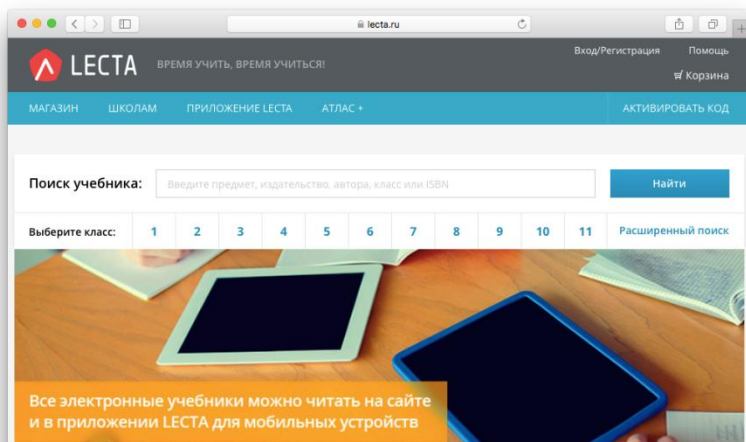 lecta.ru
Вход/Регистрация Помощь
LECTA ВРЕМЯ УЧИТЬ, ВРЕМЯ УЧИТЬСЯ!
Корзина
МАГАЗИН ШКОЛАМ ПРИЛОЖЕНИЕ LECTA АТЛАС + АКТИВИРОВАТЬ КОД
Поиск учебника: Введите предмет, издательство, автора, класс или ISBN Найти
Выберите класс: 1 2 3 4 5 6 7 8 9 10 11 Расширенный поиск
Все электронные учебники можно читать на сайте
и в приложении LECTA для мобильных устройств